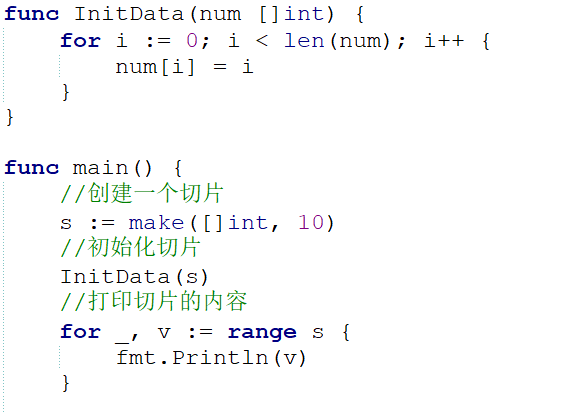 func InitData(num []int) {
    for i := 0; i < len(num); i++ {
        num[i] = i
    }
}
func main() {
    //创建一个切片
    s := make([]int, 10)
    //初始化切片
    InitData(s)
    //打印切片的内容
    for _, v := range s {
        fmt.Println(v)
    }